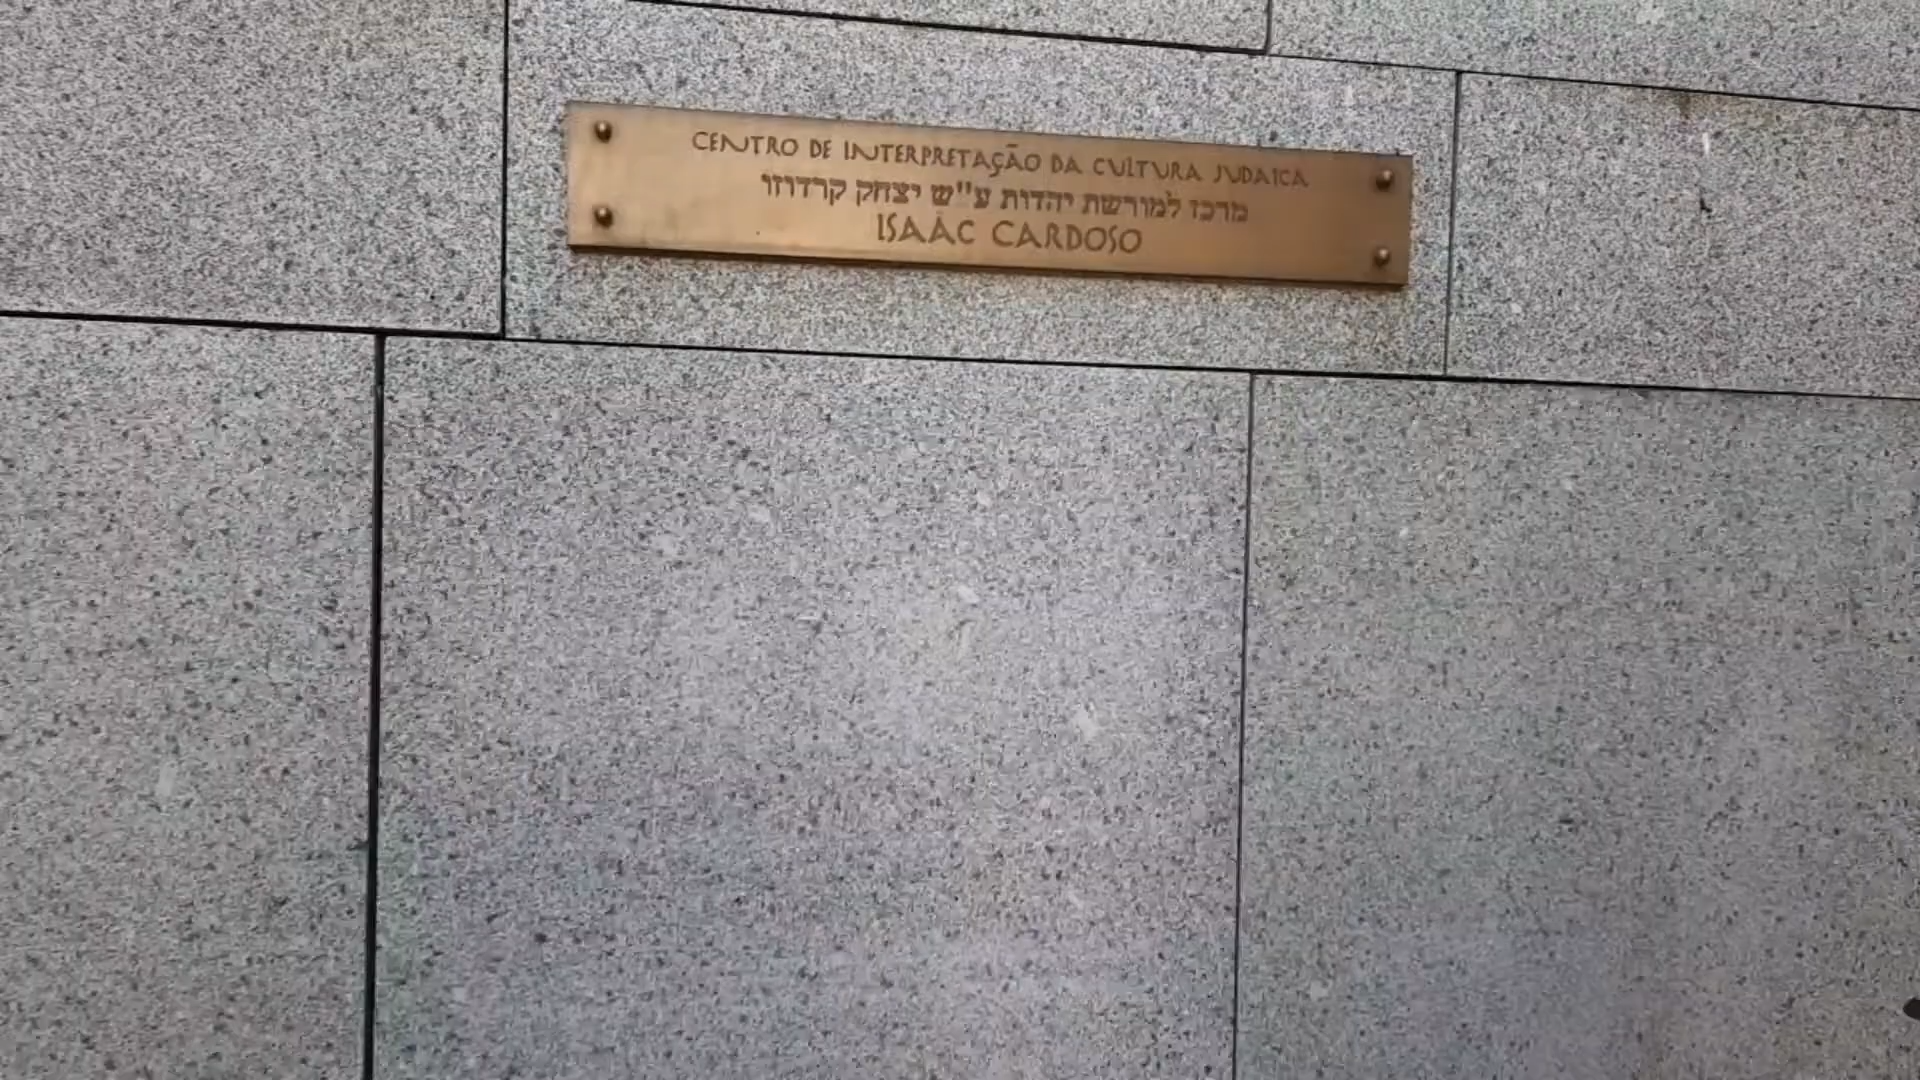 CENTRO DE INTERPRETAÇÃO DA CULTURA JUDAICA
מרכז למורשת יהדות ע"ש יצחק קרדוזו
ISAAC CARDOSO